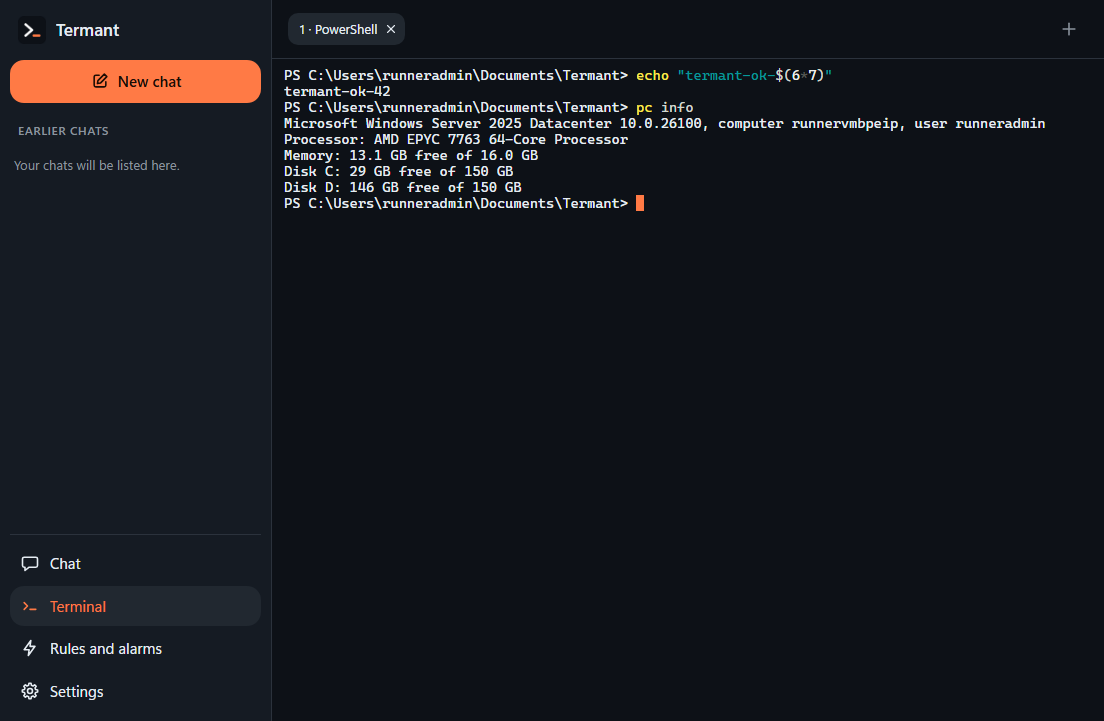 Termant
New chat
EARLIER CHATS
Your chats will be listed here.
Chat
Terminal
Rules and alarms
Settings
1 · PowerShell
PS C:\Users\runneradmin\Documents\Termant> echo "termant-ok-$(6*7)"
termant-ok-42
PS C:\Users\runneradmin\Documents\Termant> pc info
Microsoft Windows Server 2025 Datacenter 10.0.26100, computer runnervmbpeip, user runneradmin
Processor: AMD EPYC 7763 64-Core Processor
Memory: 13.1 GB free of 16.0 GB
Disk C: 29 GB free of 150 GB
Disk D: 146 GB free of 150 GB
PS C:\Users\runneradmin\Documents\Termant>